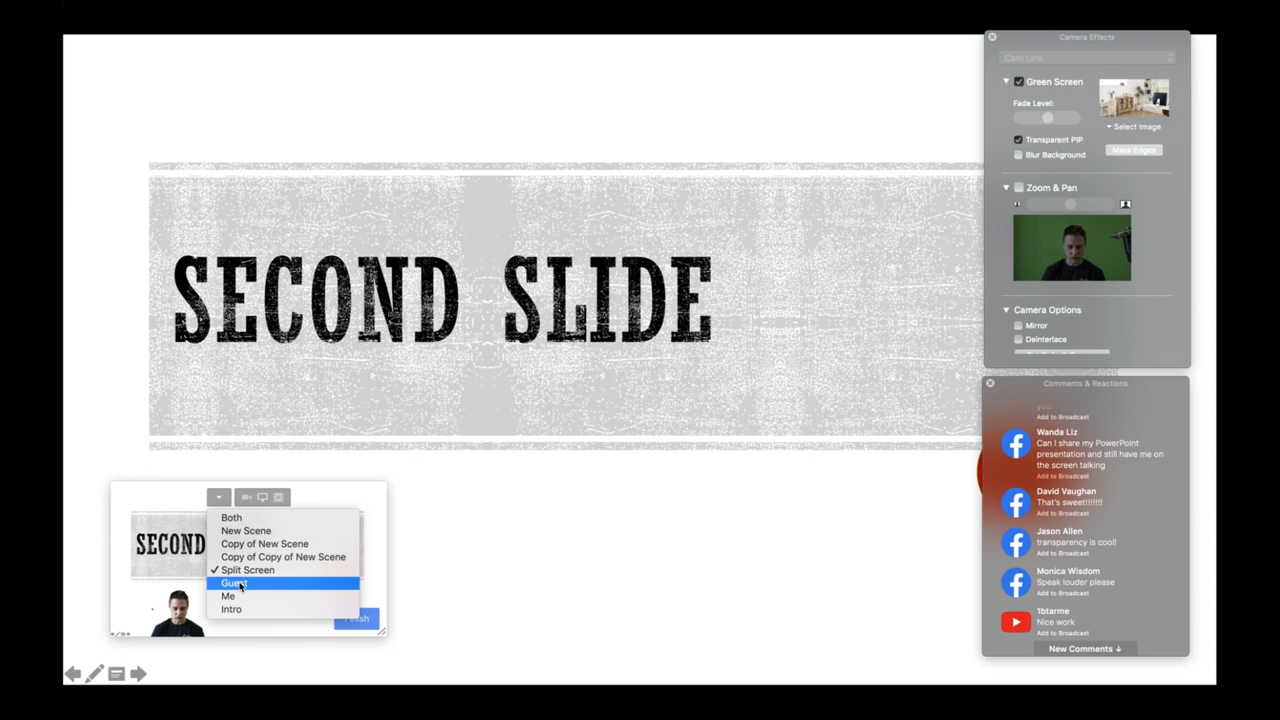 Camera Effects
Cam Link
Green Screen
Fade Level:
Select Image
Transparent PIP
Mask Edges
Blur Background
Zoom & Pan
SECOND SLIDE
Camera Options
Mirror
Deinterlace
Comments & Reactions
you.
Add to Broadcast
Wanda Liz
Can I share my PowerPoint
presentation and still have me on
the screen talking
Add to Broadcast
David Vaughan
That's sweet!!!!!!!
Add to Broadcast
Jason Allen
transparency is cool!
Add to Broadcast
Monica Wisdom
Speak louder please
Add to Broadcast
1btarme
Nice work
Add to Broadcast
New Comments ↓
SECOND
Both
New Scene
Copy of New Scene
Copy of Copy of New Scene
✓ Split Screen
Guest
Me
Intro
Finish